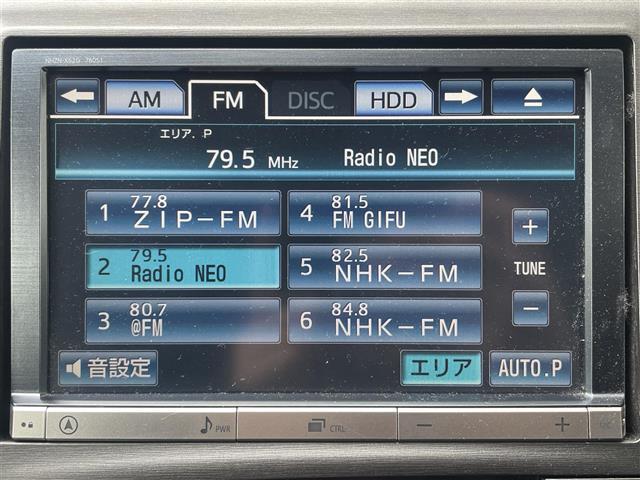 NHZN-X62G 76051
AM
FM
DISC
HDD
エリア. P
79.5 MHz Radio NEO
1 77.8 ZIP-FM
4 81.5 FM GIFU
2 79.5 Radio NEO
5 82.5 NHK-FM
3 80.7 @FM
6 84.8 NHK-FM
+
TUNE
−
音設定
エリア
AUTO.P
PWR
CTRL
−
+